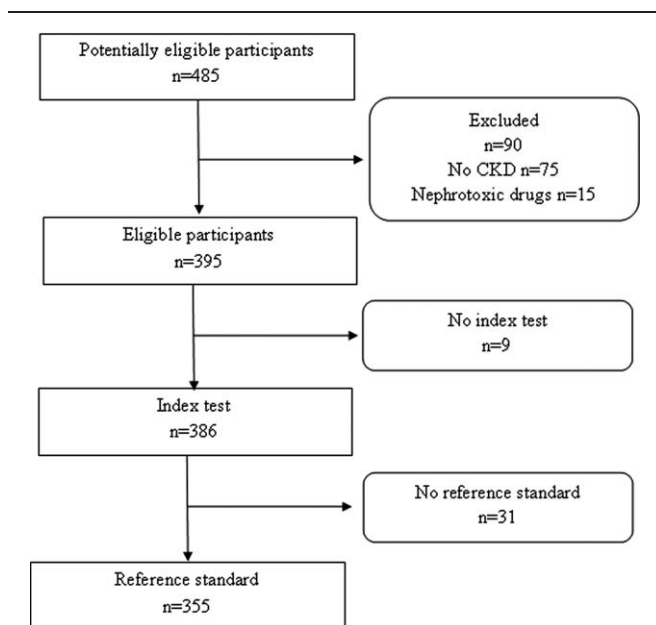 Potentially eligible participants
n=485
Excluded
n=90
No CKD n=75
Nephrotoxic drugs n=15
Eligible participants
n=395
No index test
n=9
Index test
n=386
No reference standard
n=31
Reference standard
n=355